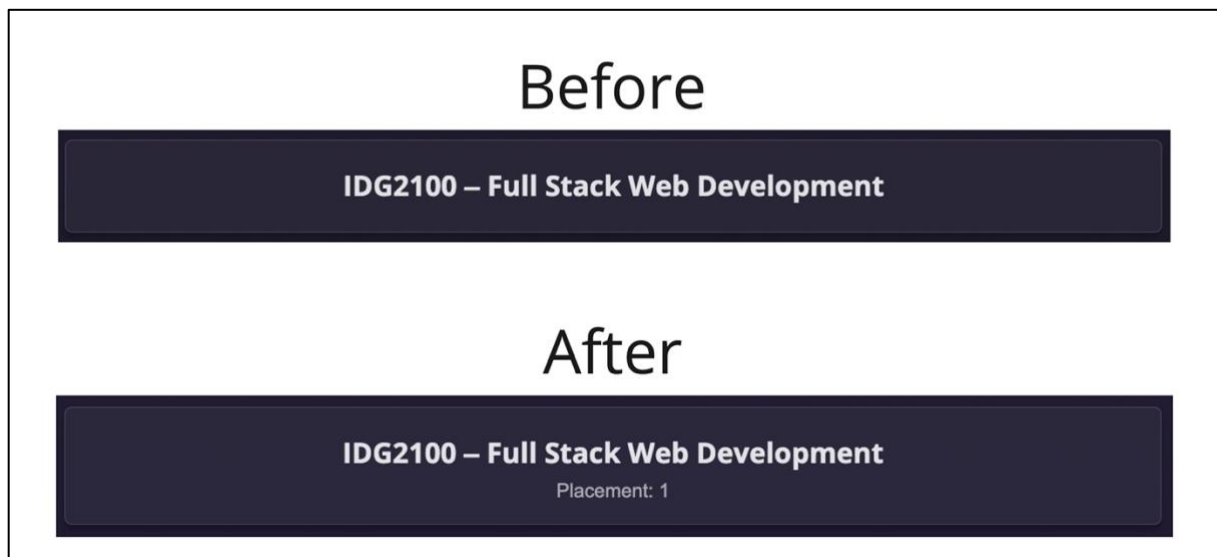 Before
IDG2100 – Full Stack Web Development
After
IDG2100 – Full Stack Web Development
Placement: 1